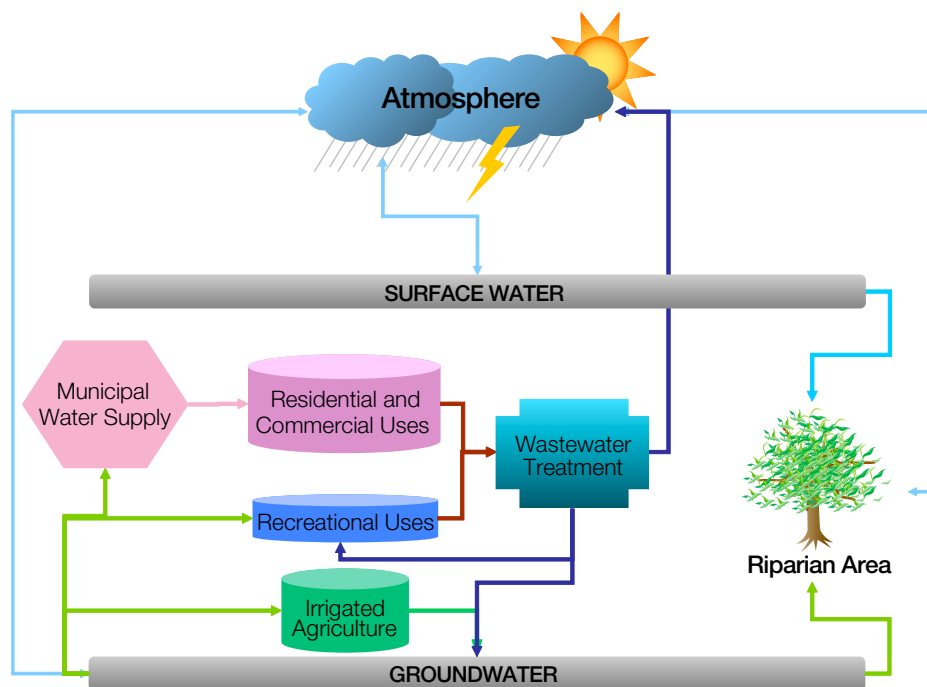 Atmosphere
SURFACE WATER
Municipal
Water Supply
Residential and
Commercial Uses
Wastewater
Treatment
Recreational Uses
Riparian Area
Irrigated
Agriculture
GROUNDWATER